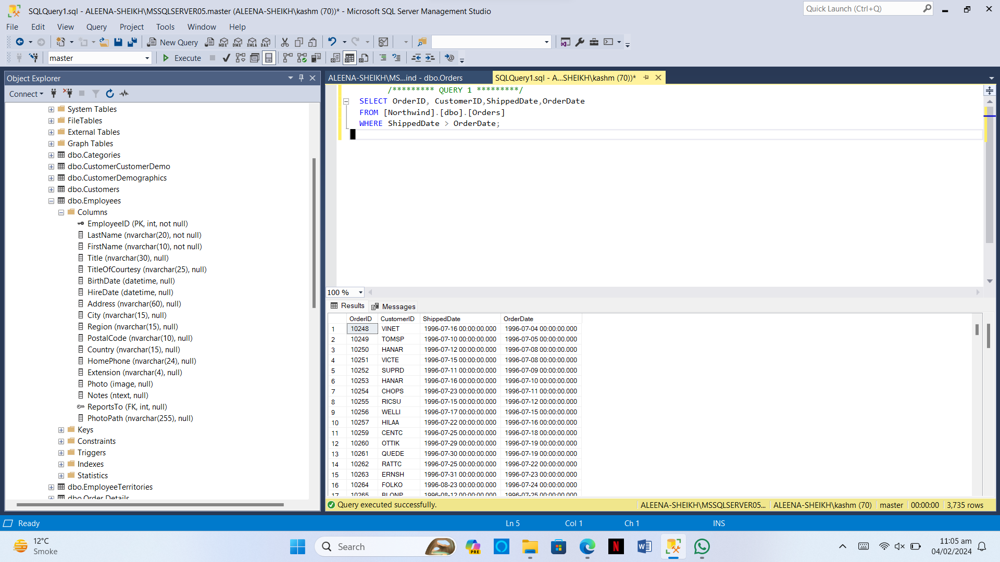 SQLQuery1.sql - ALEENA-SHEIKH\MSSQLSERVER05.master (ALEENA-SHEIKH\kashm (70))* - Microsoft SQL Server Management Studio
Quick Launch (Ctrl+Q)
File Edit View Query Project Tools Window Help
New Query MDX DMX XMLA DAX
master Execute
Object Explorer
Connect
System Tables
FileTables
External Tables
Graph Tables
dbo.Categories
dbo.CustomerCustomerDemo
dbo.CustomerDemographics
dbo.Customers
dbo.Employees
Columns
EmployeeID (PK, int, not null)
LastName (nvarchar(20), not null)
FirstName (nvarchar(10), not null)
Title (nvarchar(30), null)
TitleOfCourtesy (nvarchar(25), null)
BirthDate (datetime, null)
HireDate (datetime, null)
Address (nvarchar(60), null)
City (nvarchar(15), null)
Region (nvarchar(15), null)
PostalCode (nvarchar(10), null)
Country (nvarchar(15), null)
HomePhone (nvarchar(24), null)
Extension (nvarchar(4), null)
Photo (image, null)
Notes (ntext, null)
ReportsTo (FK, int, null)
PhotoPath (nvarchar(255), null)
Keys
Constraints
Triggers
Indexes
Statistics
dbo.EmployeeTerritories
dbo.Order Details
ALEENA-SHEIKH\MS...ind - dbo.Orders
SQLQuery1.sql - A...SHEIKH\kashm (70))*
/********* QUERY 1 *********/
SELECT OrderID, CustomerID,ShippedDate,OrderDate
FROM [Northwind].[dbo].[Orders]
WHERE ShippedDate > OrderDate;
100 %
Results Messages
OrderID CustomerID ShippedDate OrderDate
1 10248 VINET 1996-07-16 00:00:00.000 1996-07-04 00:00:00.000
2 10249 TOMSP 1996-07-10 00:00:00.000 1996-07-05 00:00:00.000
3 10250 HANAR 1996-07-12 00:00:00.000 1996-07-08 00:00:00.000
4 10251 VICTE 1996-07-15 00:00:00.000 1996-07-08 00:00:00.000
5 10252 SUPRD 1996-07-11 00:00:00.000 1996-07-09 00:00:00.000
6 10253 HANAR 1996-07-16 00:00:00.000 1996-07-10 00:00:00.000
7 10254 CHOPS 1996-07-23 00:00:00.000 1996-07-11 00:00:00.000
8 10255 RICSU 1996-07-15 00:00:00.000 1996-07-12 00:00:00.000
9 10256 WELLI 1996-07-17 00:00:00.000 1996-07-15 00:00:00.000
10 10257 HILAA 1996-07-22 00:00:00.000 1996-07-16 00:00:00.000
11 10259 CENTC 1996-07-25 00:00:00.000 1996-07-18 00:00:00.000
12 10260 OTTIK 1996-07-29 00:00:00.000 1996-07-19 00:00:00.000
13 10261 QUEDE 1996-07-30 00:00:00.000 1996-07-19 00:00:00.000
14 10262 RATTC 1996-07-25 00:00:00.000 1996-07-22 00:00:00.000
15 10263 ERNSH 1996-07-31 00:00:00.000 1996-07-23 00:00:00.000
16 10264 FOLKO 1996-08-23 00:00:00.000 1996-07-24 00:00:00.000
17 10265 BLONP 1996-08-12 00:00:00.000 1996-07-25 00:00:00.000
Query executed successfully.
ALEENA-SHEIKH\MSSQLSERVER05... ALEENA-SHEIKH\kashm (70) master 00:00:00 3,735 rows
Ready Ln 5 Col 1 Ch 1 INS
12°C
Smoke
Search
PRE
11:05 am
04/02/2024